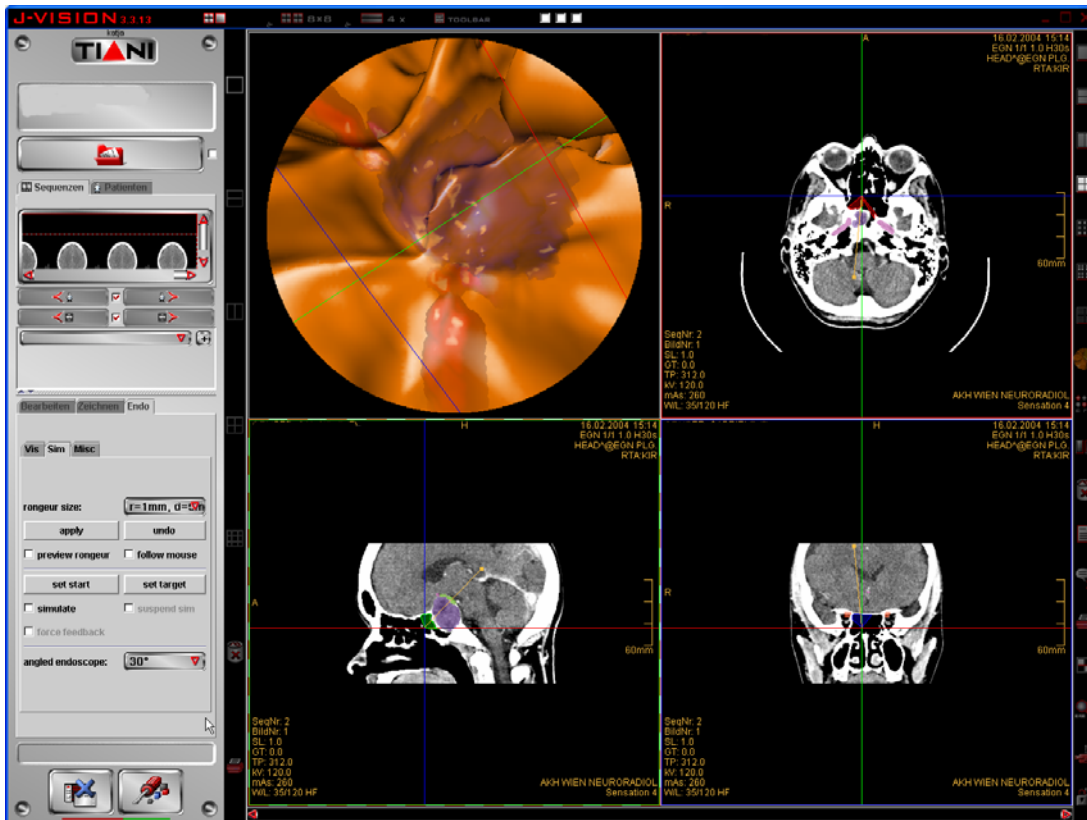 J-VISION 3.3.13
8x8
4 x
TOOLBAR
katja
TIANI
Sequenzen
Patienten
Bearbeiten
Zeichnen
Endo
Vis
Sim
Misc
rongeur size:
apply
undo
preview rongeur
follow mouse
set start
set target
simulate
suspend sim
force feedback
angled endoscope:
30°
A
16.02.2004 15:14
EGN 1/1 1.0 H30s
HEAD^@EGN PLG.
RTA:KIR
R
60mm
SeqNr: 2
BildNr: 1
SL: 1.0
GT: 0.0
TP: 312.0
kV: 120.0
mAs: 260
W/L: 35/120 HF
AKH WIEN NEURORADIOL
Sensation 4
H
16.02.2004 15:14
EGN 1/1 1.0 H30s
HEAD^@EGN PLG.
RTA:KIR
A
60mm
SeqNr: 2
BildNr: 1
SL: 1.0
GT: 0.0
TP: 312.0
kV: 120.0
mAs: 260
W/L: 35/120 HF
AKH WIEN NEURORADIOL
Sensation 4
H
16.02.2004 15:14
EGN 1/1 1.0 H30s
HEAD^@EGN PLG.
RTA:KIR
R
60mm
SeqNr: 2
BildNr: 1
SL: 1.0
GT: 0.0
TP: 312.0
kV: 120.0
mAs: 260
W/L: 35/120 HF
AKH WIEN NEURORADIOL
Sensation 4